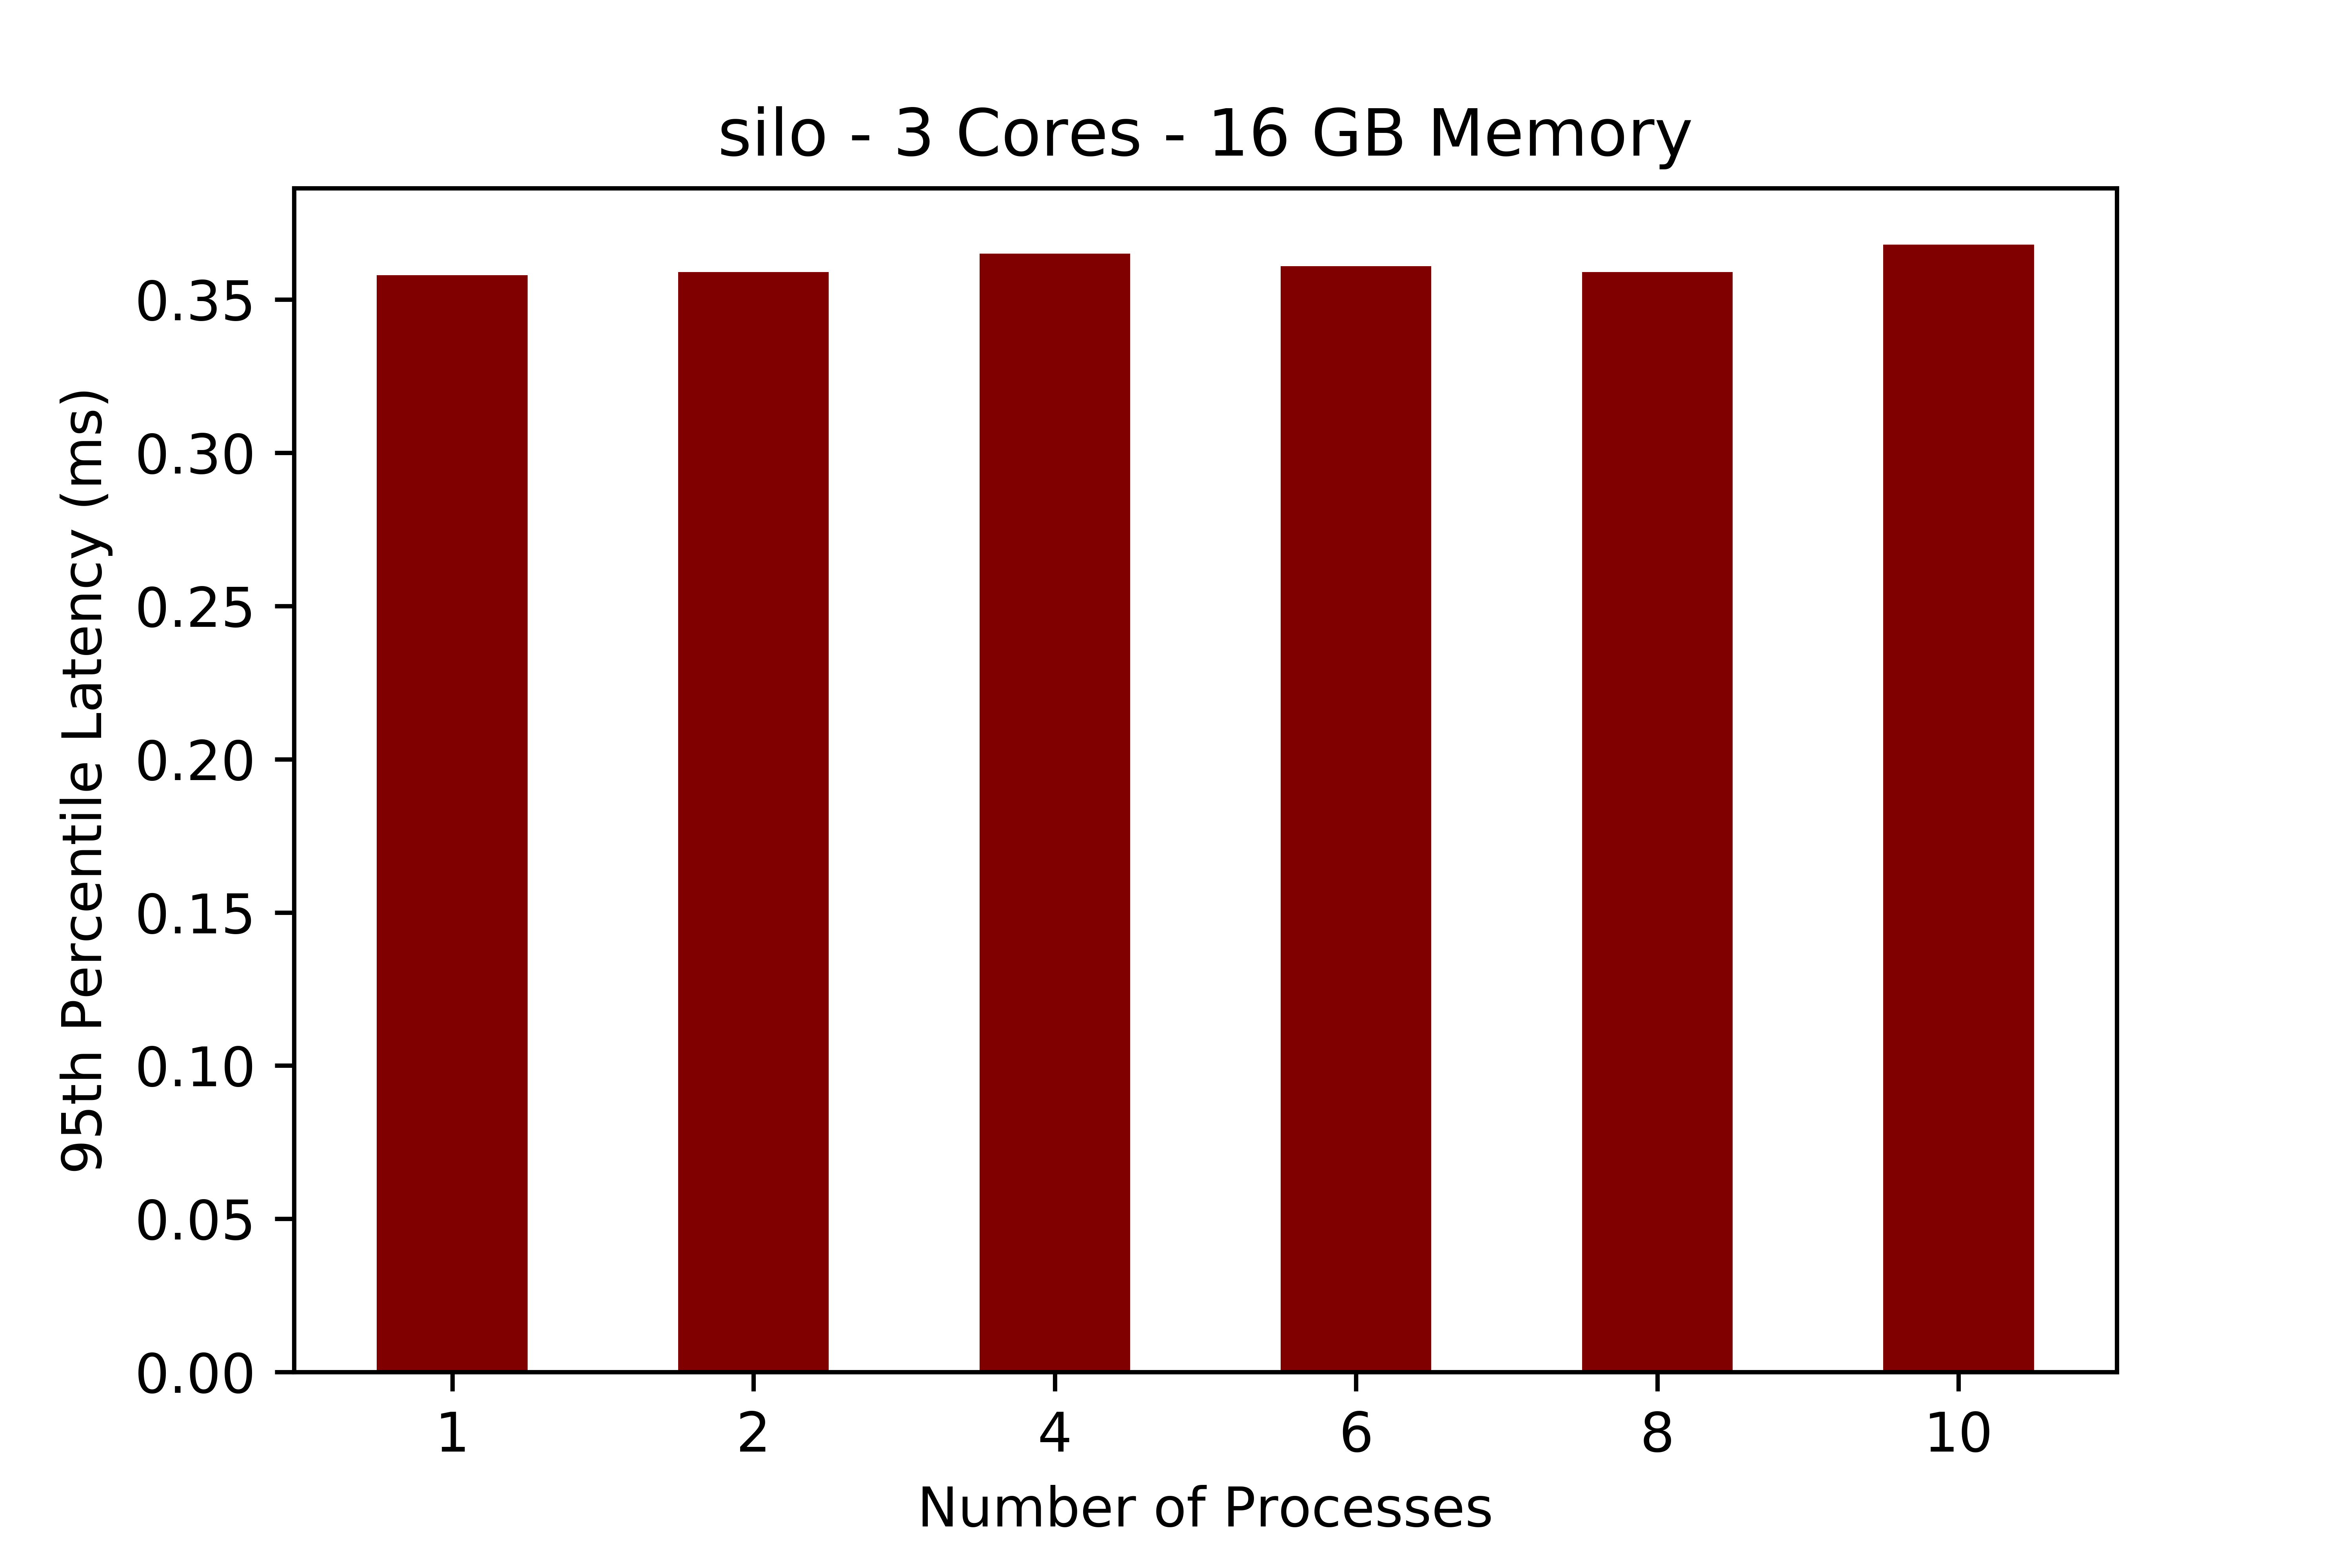 silo - 3 Cores - 16 GB Memory
95th Percentile Latency (ms)
0.35
0.30
0.25
0.20
0.15
0.10
0.05
0.00
1 2 4 6 8 10
Number of Processes